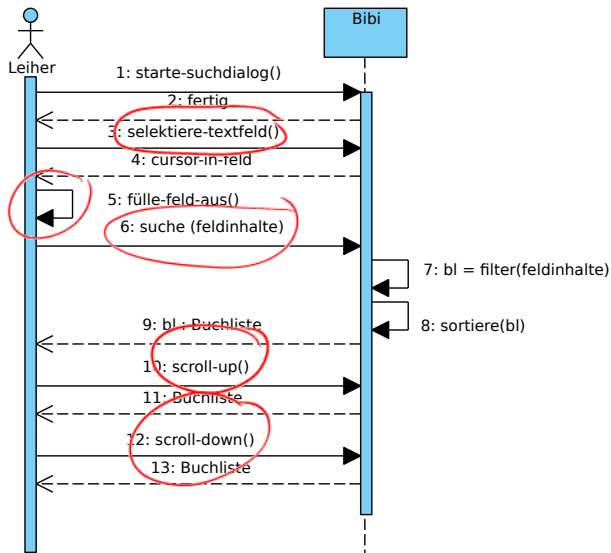 Bibi
Leiher
1: starte-suchdialog()
2: fertig
3: selektiere-textfeld()
4: cursor-in-feld
5: fülle-feld-aus()
6: suche (feldinhalte)
7: bl = filter(feldinhalte)
8: sortiere(bl)
9: bl : Buchliste
10: scroll-up()
11: Buchliste
12: scroll-down()
13: Buchliste